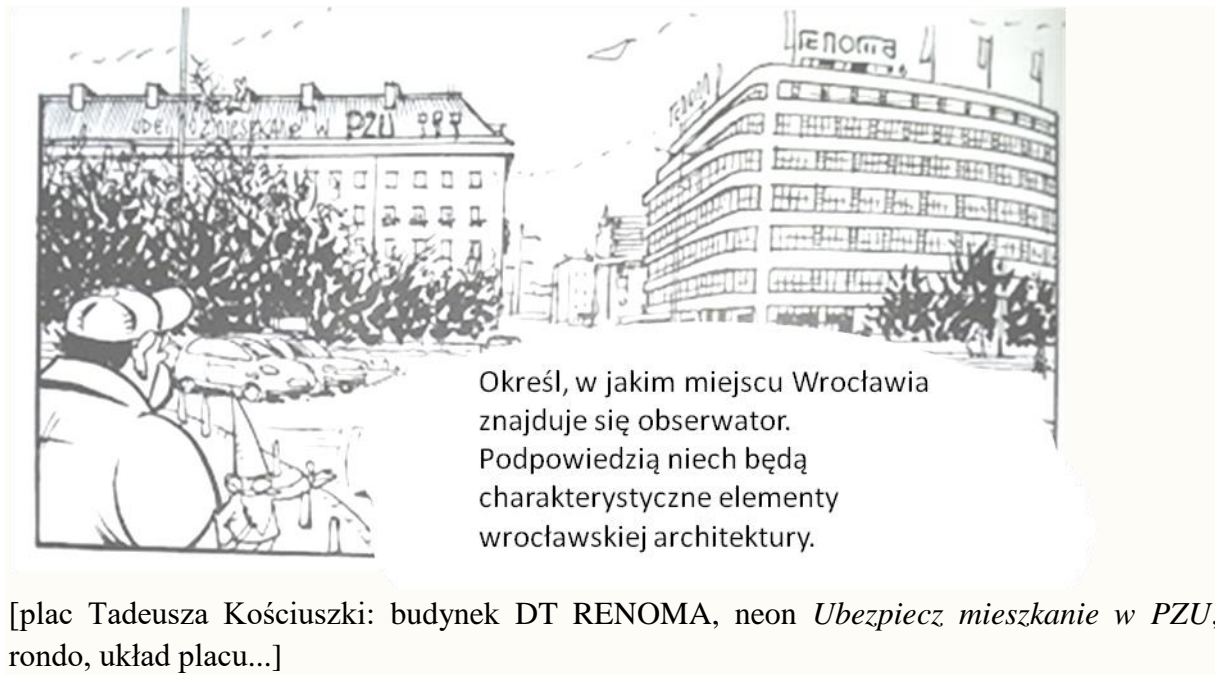 RENOMA
RENOMA
W PZU
Określ, w jakim miejscu Wrocławia
znajduje się obserwator.
Podpowiedzią niech będą
charakterystyczne elementy
wrocławskiej architektury.
[plac Tadeusza Kościuszki: budynek DT RENOMA, neon Ubezpiecz mieszkanie w PZU,
rondo, układ placu...]